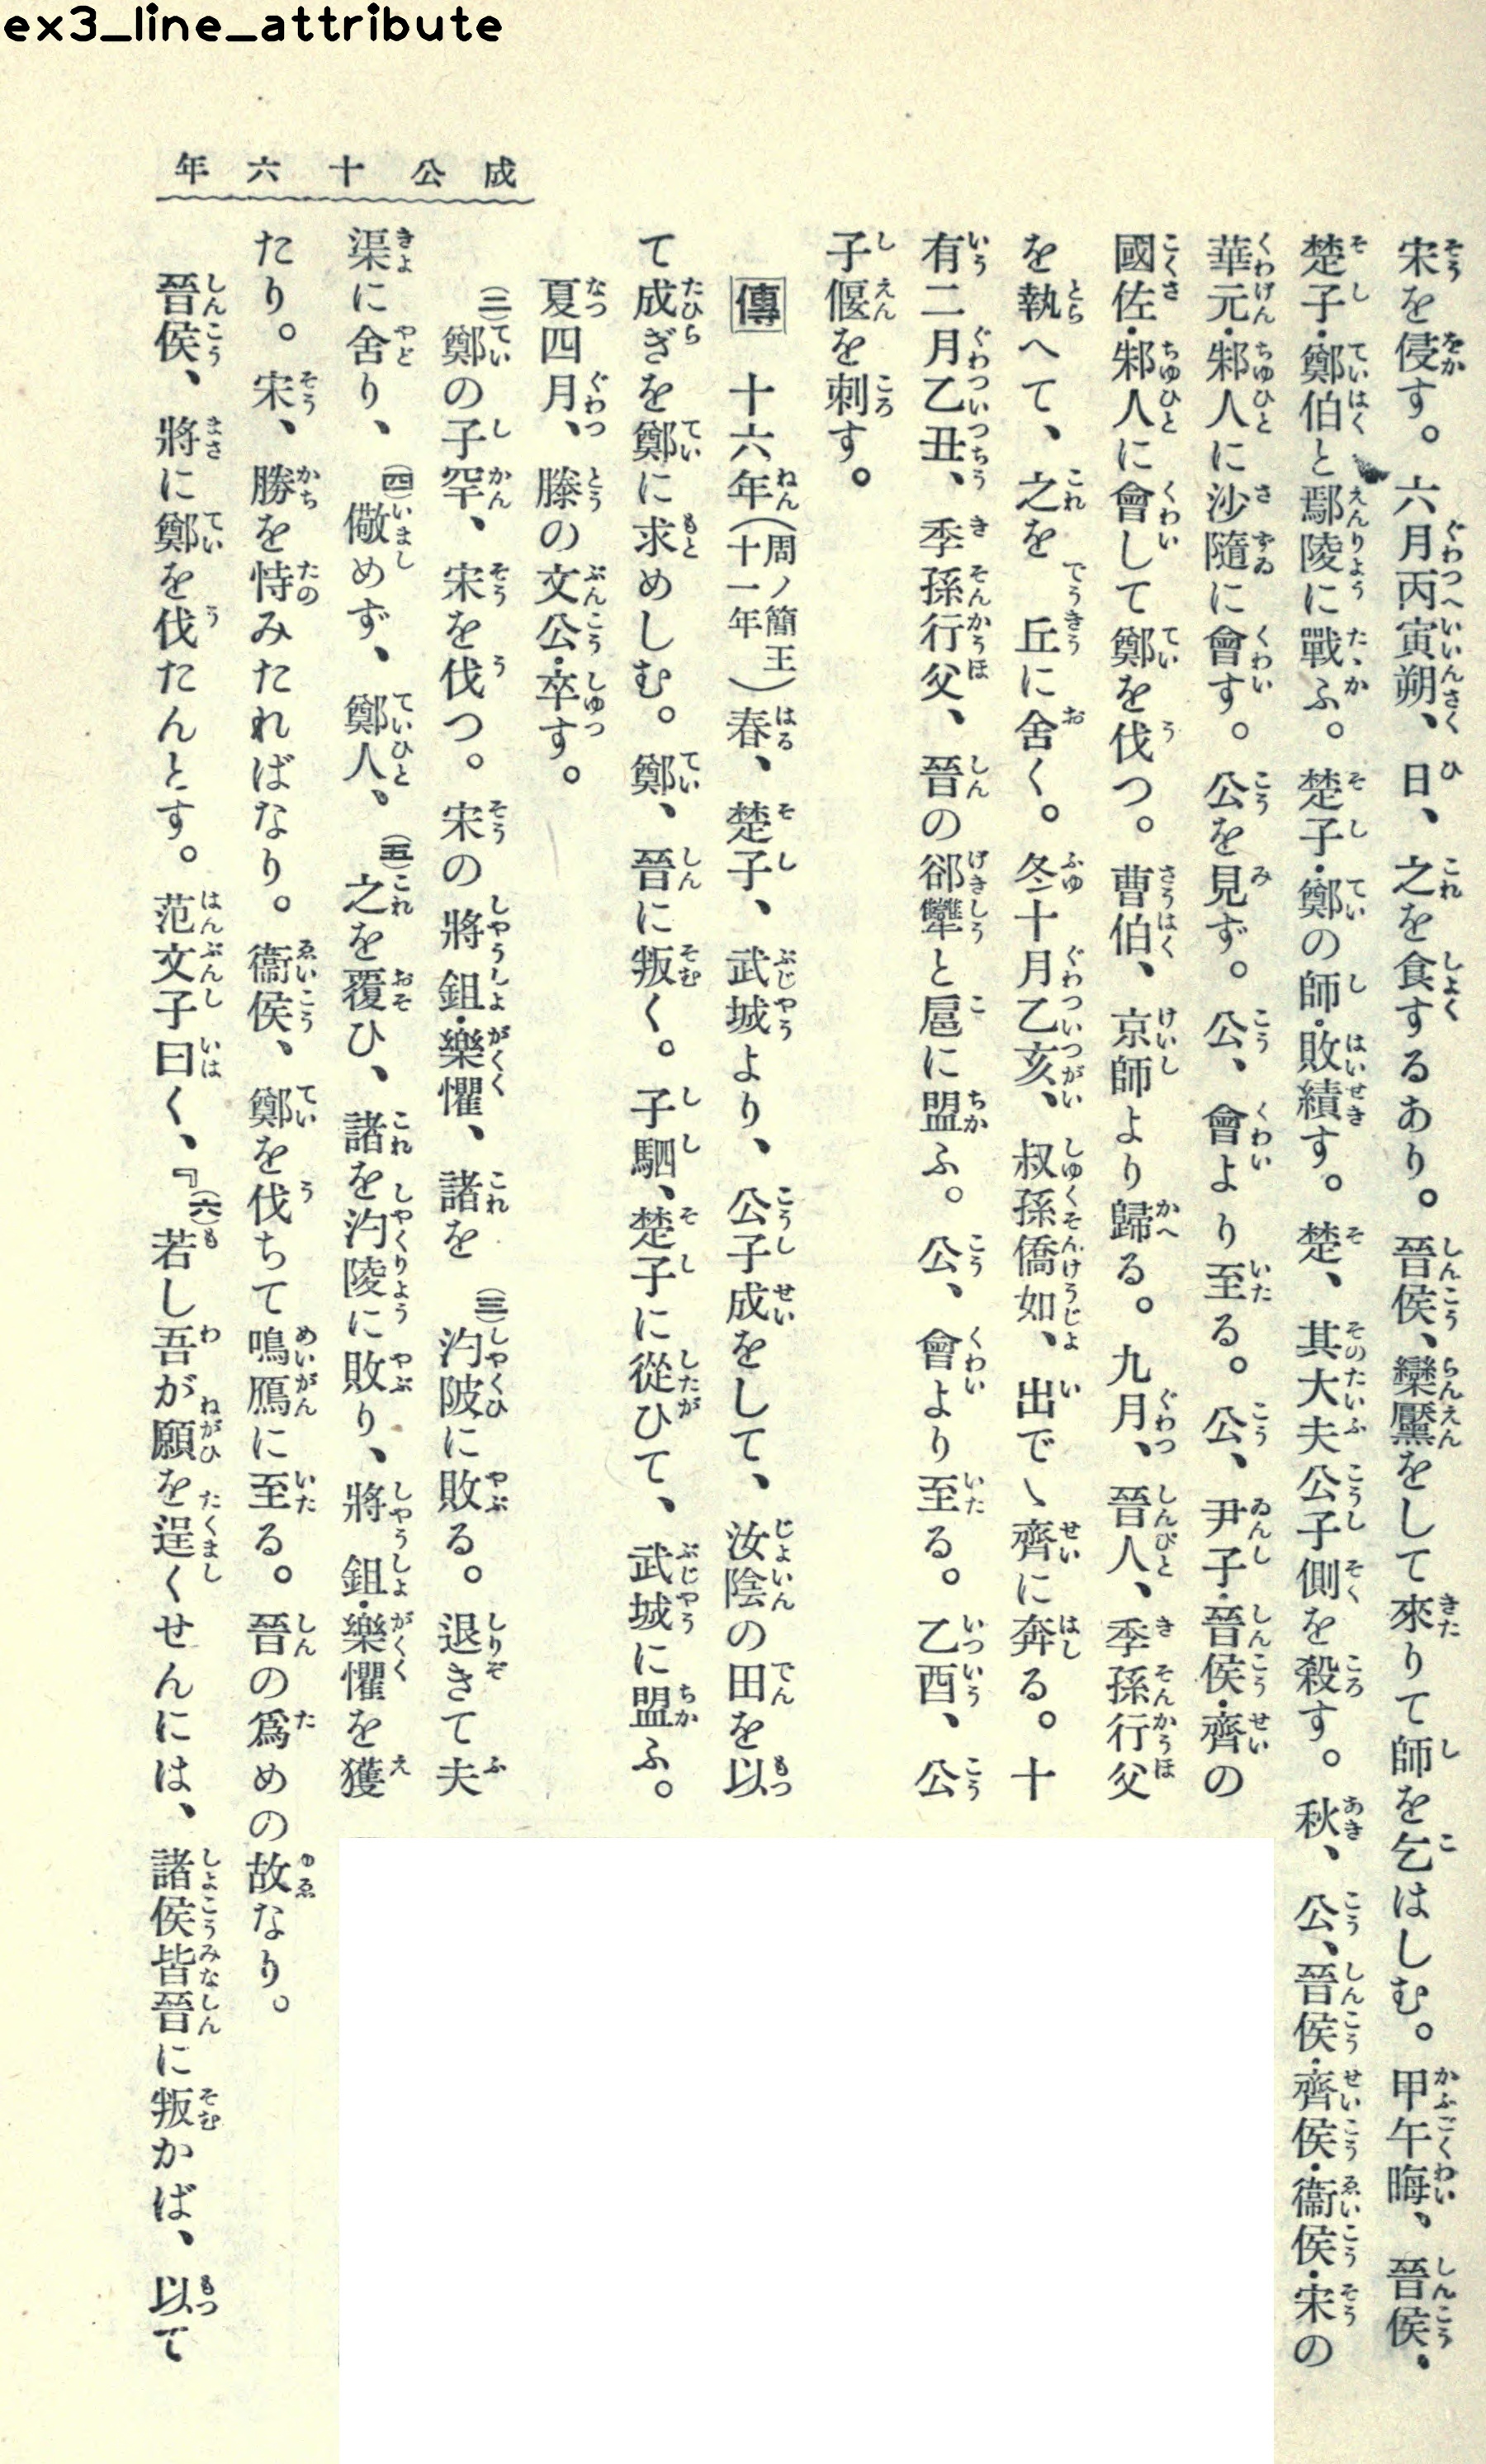 ex3_line_attribute
成公十六年
宋を侵す。六月丙寅朔、日、之を食するあり。晉侯、欒黶をして來りて師を乞はしむ。甲午晦、晉侯・
楚子・鄭伯と鄢陵に戰ふ。楚子・鄭の師・敗績す。楚、其大夫公子側を殺す。秋、公、晉侯・齊侯・衞侯・宋の
華元・邾人に沙隨に會す。公を見ず。公、會より至る。公、尹子・晉侯・齊の
國佐・邾人に會して鄭を伐つ。曹伯、京師より歸る。九月、晉人、季孫行父
を執へて、之を　丘に舍く。冬十月乙亥、叔孫僑如、出でゝ齊に奔る。十
有二月乙丑、季孫行父、晉の郤犨と扈に盟ふ。公、會より至る。乙酉、公
子偃を刺す。
傳　十六年（周ノ簡王十一年）春、楚子、武城より、公子成をして、汝陰の田を以
て成ぎを鄭に求めしむ。鄭、晉に叛く。子駟、楚子に從ひて、武城に盟ふ。
夏四月、滕の文公・卒す。
（二）鄭の子罕、宋を伐つ。宋の將鉏・樂懼、諸を（三）汋陂に敗る。退きて夫
渠に舍り、（四）儆めず、鄭人、（五）之を覆ひ、諸を汋陵に敗り、將鉏・樂懼を獲
たり。宋、勝を恃みたればなり。衞侯、鄭を伐ちて鳴鴈に至る。晉の爲めの故なり。
晉侯、將に鄭を伐たんとす。范文子曰く、『（六）若し吾が願を逞くせんには、諸侯皆晉に叛かば、以て